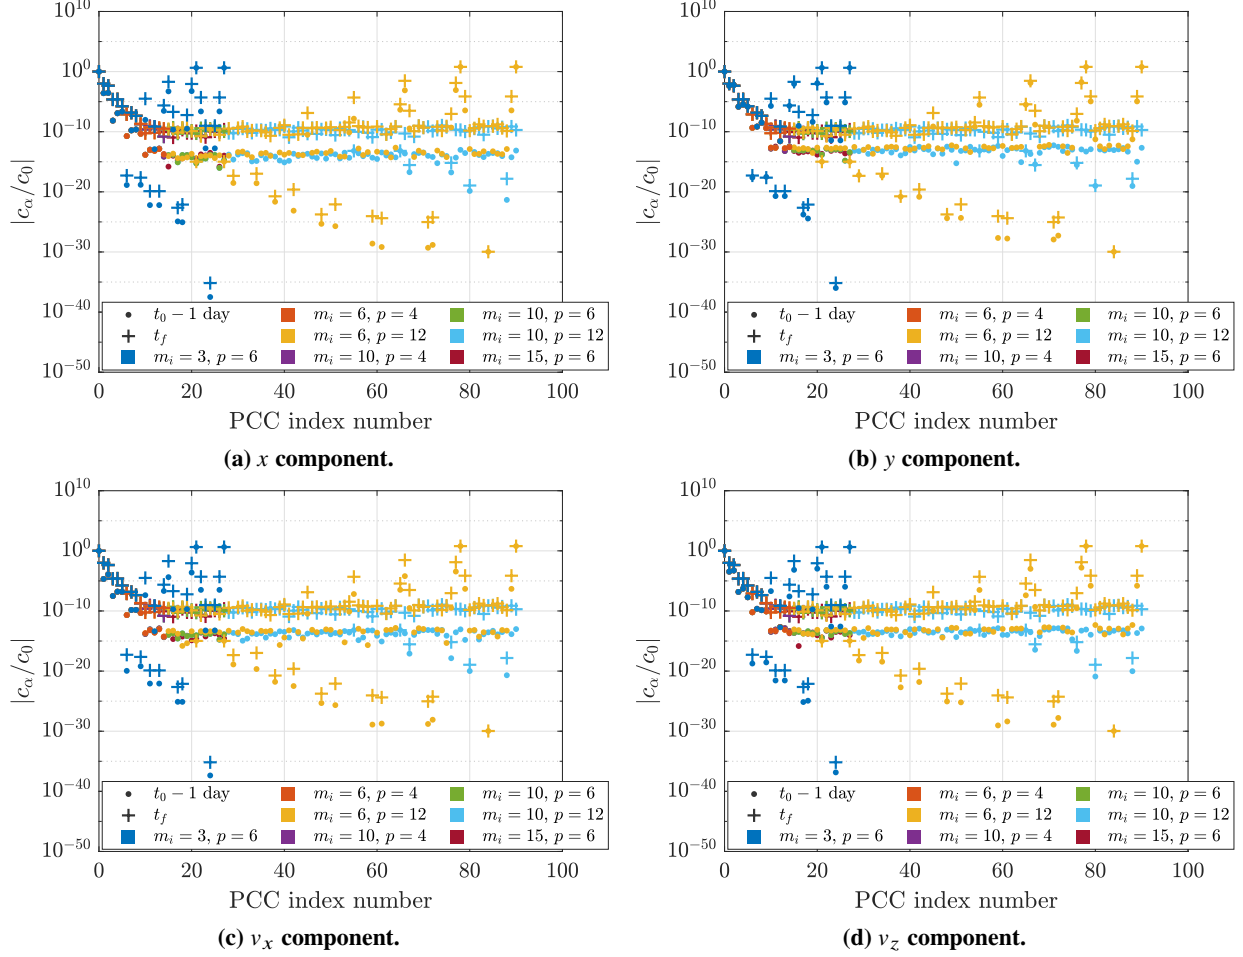 10^10
10^0
10^-10
10^-20
10^-30
10^-40
10^-50
|c_α/c_0|
0 20 40 60 80 100
PCC index number
t_0 − 1 day
t_f
m_i = 3, p = 6
m_i = 6, p = 4
m_i = 6, p = 12
m_i = 10, p = 4
m_i = 10, p = 6
m_i = 10, p = 12
m_i = 15, p = 6
(a) x component.
10^10
10^0
10^-10
10^-20
10^-30
10^-40
10^-50
|c_α/c_0|
0 20 40 60 80 100
PCC index number
t_0 − 1 day
t_f
m_i = 3, p = 6
m_i = 6, p = 4
m_i = 6, p = 12
m_i = 10, p = 4
m_i = 10, p = 6
m_i = 10, p = 12
m_i = 15, p = 6
(b) y component.
10^10
10^0
10^-10
10^-20
10^-30
10^-40
10^-50
|c_α/c_0|
0 20 40 60 80 100
PCC index number
t_0 − 1 day
t_f
m_i = 3, p = 6
m_i = 6, p = 4
m_i = 6, p = 12
m_i = 10, p = 4
m_i = 10, p = 6
m_i = 10, p = 12
m_i = 15, p = 6
(c) v_x component.
10^10
10^0
10^-10
10^-20
10^-30
10^-40
10^-50
|c_α/c_0|
0 20 40 60 80 100
PCC index number
t_0 − 1 day
t_f
m_i = 3, p = 6
m_i = 6, p = 4
m_i = 6, p = 12
m_i = 10, p = 4
m_i = 10, p = 6
m_i = 10, p = 12
m_i = 15, p = 6
(d) v_z component.